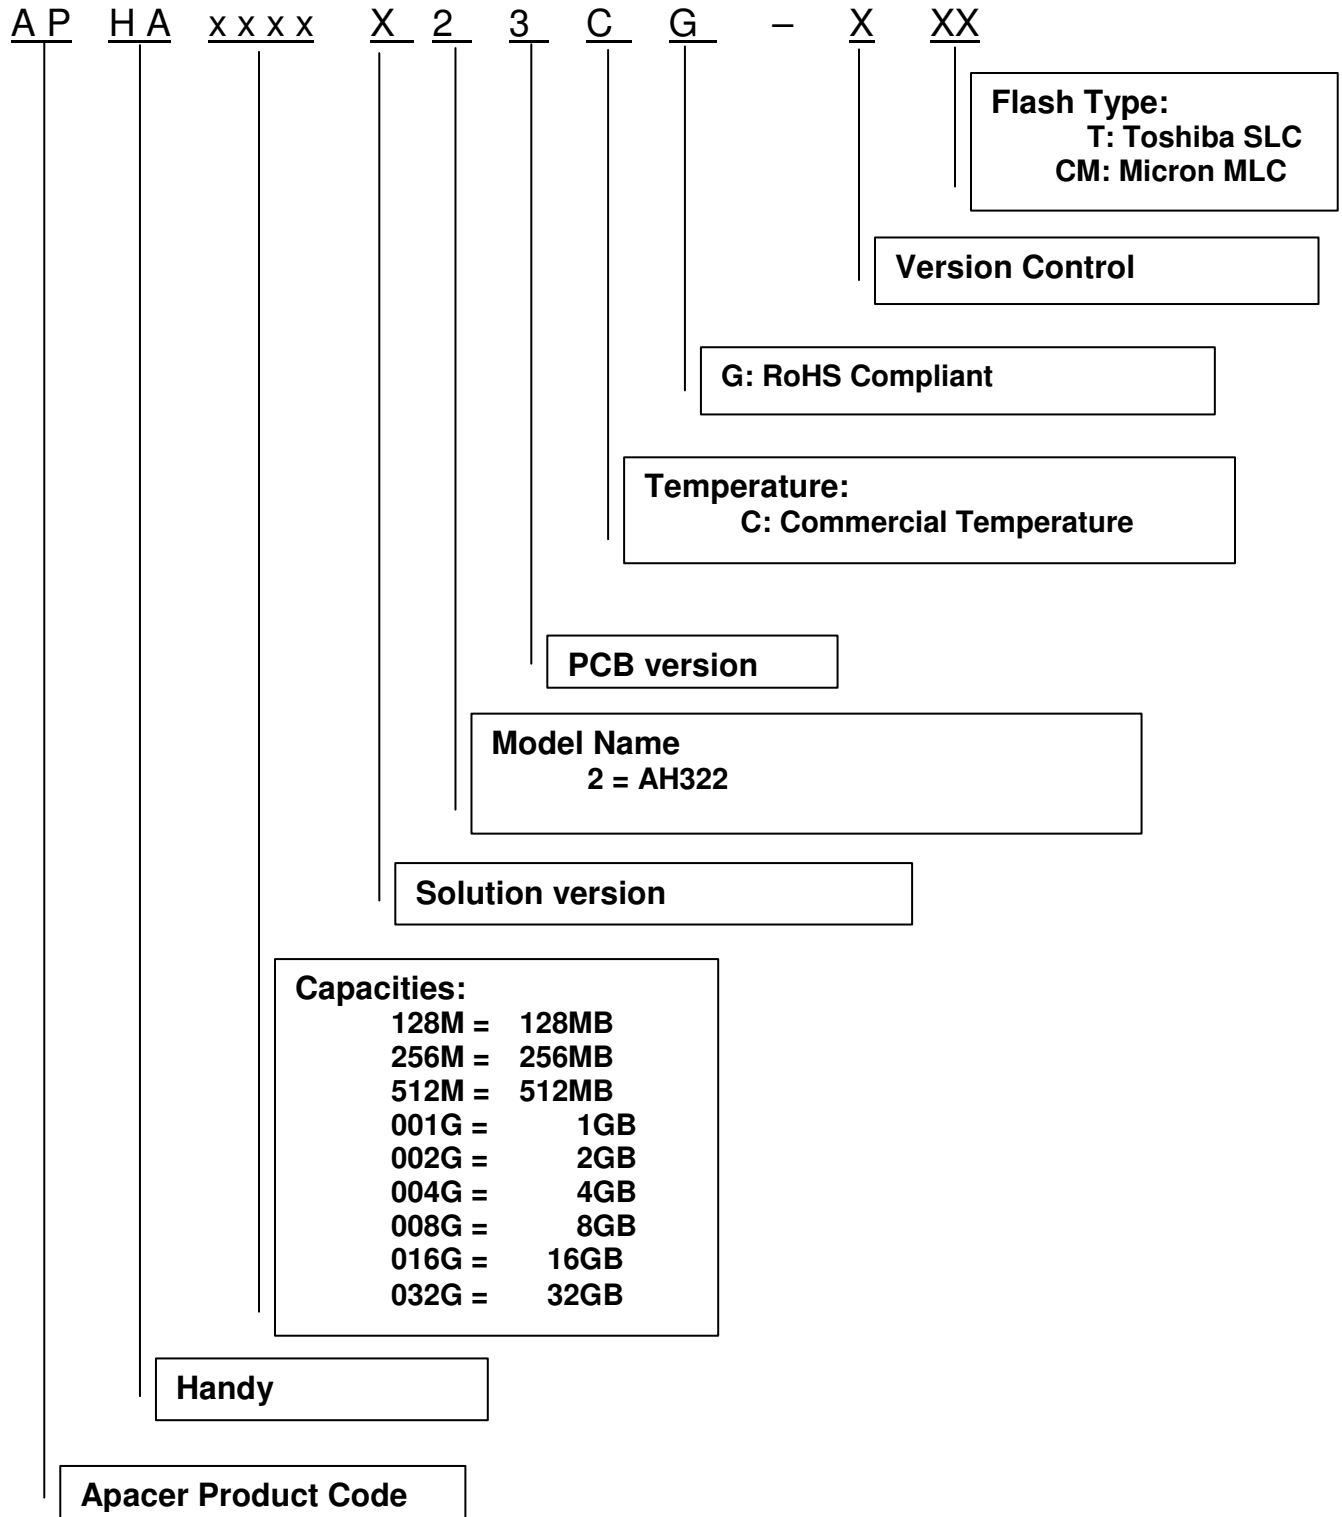 A P H A x x x x X 2 3 C G – X XX
Flash Type:
T: Toshiba SLC
CM: Micron MLC
Version Control
G: RoHS Compliant
Temperature:
C: Commercial Temperature
PCB version
Model Name
2 = AH322
Solution version
Capacities:
128M = 128MB
256M = 256MB
512M = 512MB
001G = 1GB
002G = 2GB
004G = 4GB
008G = 8GB
016G = 16GB
032G = 32GB
Handy
Apacer Product Code